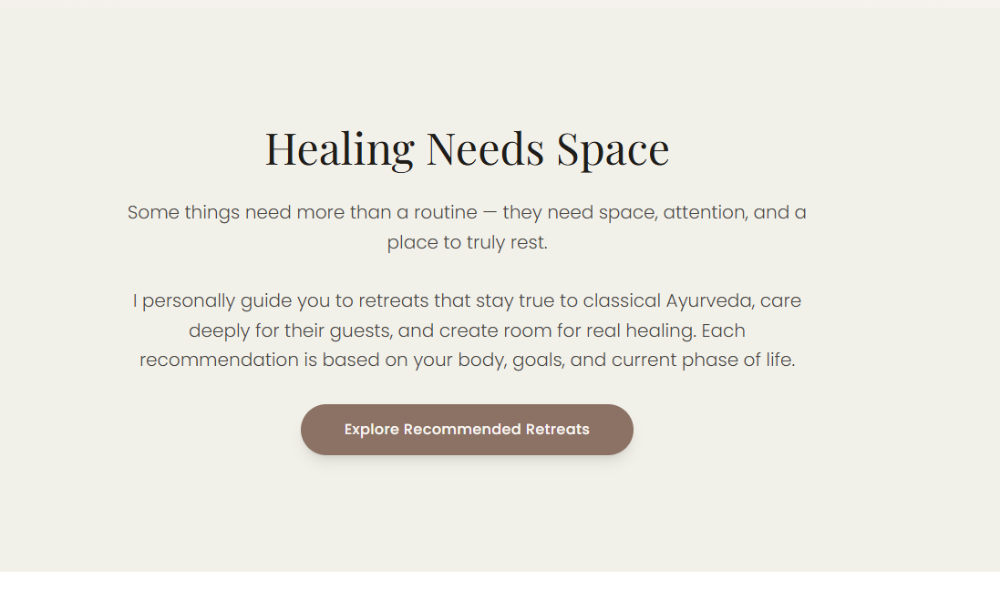 Healing Needs Space
Some things need more than a routine — they need space, attention, and a
place to truly rest.
I personally guide you to retreats that stay true to classical Ayurveda, care
deeply for their guests, and create room for real healing. Each
recommendation is based on your body, goals, and current phase of life.
Explore Recommended Retreats